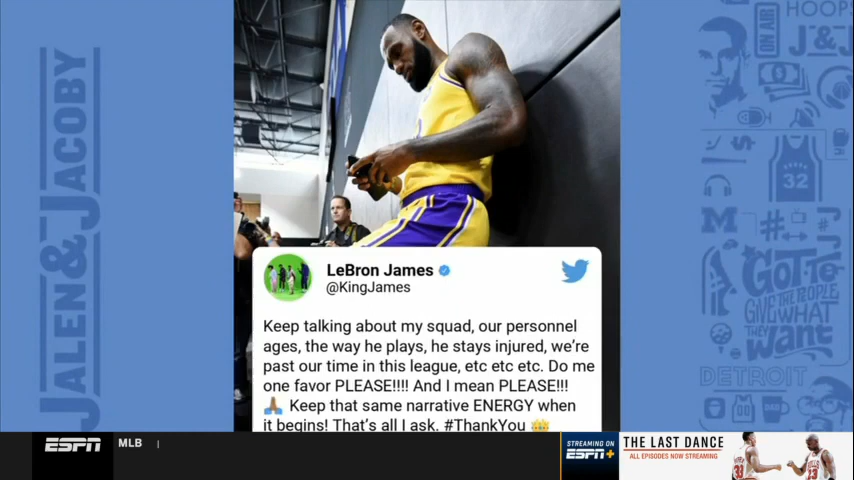 JALEN & JACOBY
LeBron James
@KingJames
Keep talking about my squad, our personnel
ages, the way he plays, he stays injured, we're
past our time in this league, etc etc etc. Do me
one favor PLEASE!!!! And I mean PLEASE!!!
🙏🏾 Keep that same narrative ENERGY when
it begins! That's all I ask. #ThankYou 👑
HOOPS
ON AIR
J&J
32
M
#
JJ
GOT TO
GIVE THE PEOPLE
WHAT
THEY
Want
DETROIT
ESPN
MLB |
STREAMING ON
ESPN+
THE LAST DANCE
ALL EPISODES NOW STREAMING
33
23